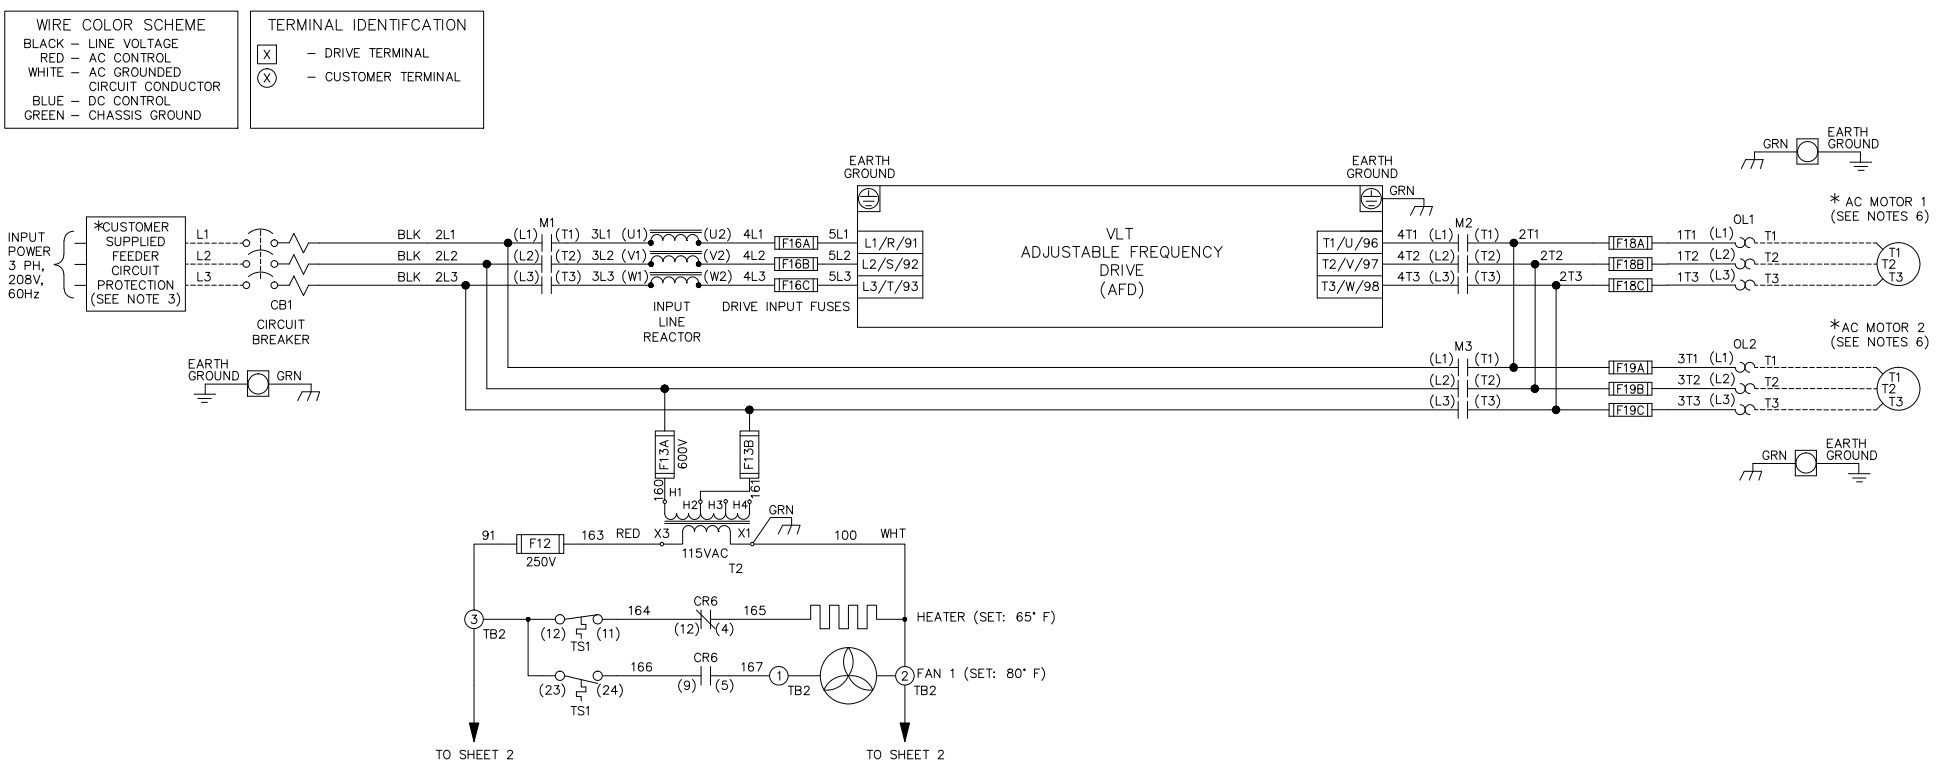 WIRE COLOR SCHEME
BLACK – LINE VOLTAGE
RED – AC CONTROL
WHITE – AC GROUNDED
CIRCUIT CONDUCTOR
BLUE – DC CONTROL
GREEN – CHASSIS GROUND
TERMINAL IDENTIFCATION
X – DRIVE TERMINAL
X – CUSTOMER TERMINAL
INPUT
POWER
3 PH,
208V,
60Hz
*CUSTOMER
SUPPLIED
FEEDER
CIRCUIT
PROTECTION
(SEE NOTE 3)
L1
L2
L3
CB1
CIRCUIT
BREAKER
EARTH
GROUND
GRN
BLK 2L1
BLK 2L2
BLK 2L3
M1
(L1) (T1) 3L1 (U1) (U2) 4L1 F16A 5L1
(L2) (T2) 3L2 (V1) (V2) 4L2 F16B 5L2
(L3) (T3) 3L3 (W1) (W2) 4L3 F16C 5L3
INPUT
LINE
REACTOR
DRIVE INPUT FUSES
EARTH
GROUND
L1/R/91
L2/S/92
L3/T/93
VLT
ADJUSTABLE FREQUENCY
DRIVE
(AFD)
EARTH
GROUND
GRN
T1/U/96
T2/V/97
T3/W/98
M2
4T1 (L1) (T1) 2T1 F18A 1T1 (L1) T1
4T2 (L2) (T2) 2T2 F18B 1T2 (L2) T2
4T3 (L3) (T3) 2T3 F18C 1T3 (L3) T3
OL1
GRN
EARTH
GROUND
* AC MOTOR 1
(SEE NOTES 6)
T1
T2
T3
M3
(L1) (T1) F19A 3T1 (L1) T1
(L2) (T2) F19B 3T2 (L2) T2
(L3) (T3) F19C 3T3 (L3) T3
OL2
*AC MOTOR 2
(SEE NOTES 6)
T1
T2
T3
GRN
EARTH
GROUND
F13A
600V
F13B
160
161
H1
H2 H3 H4
GRN
91 F12 163 RED X3 X1 100 WHT
250V
115VAC
T2
3
TB2
(12) (11)
TS1
164
CR6
(12) (4)
165
HEATER (SET: 65° F)
(23) (24)
TS1
166
CR6
(9) (5)
167
1
TB2
2
TB2
FAN 1 (SET: 80° F)
TO SHEET 2
TO SHEET 2